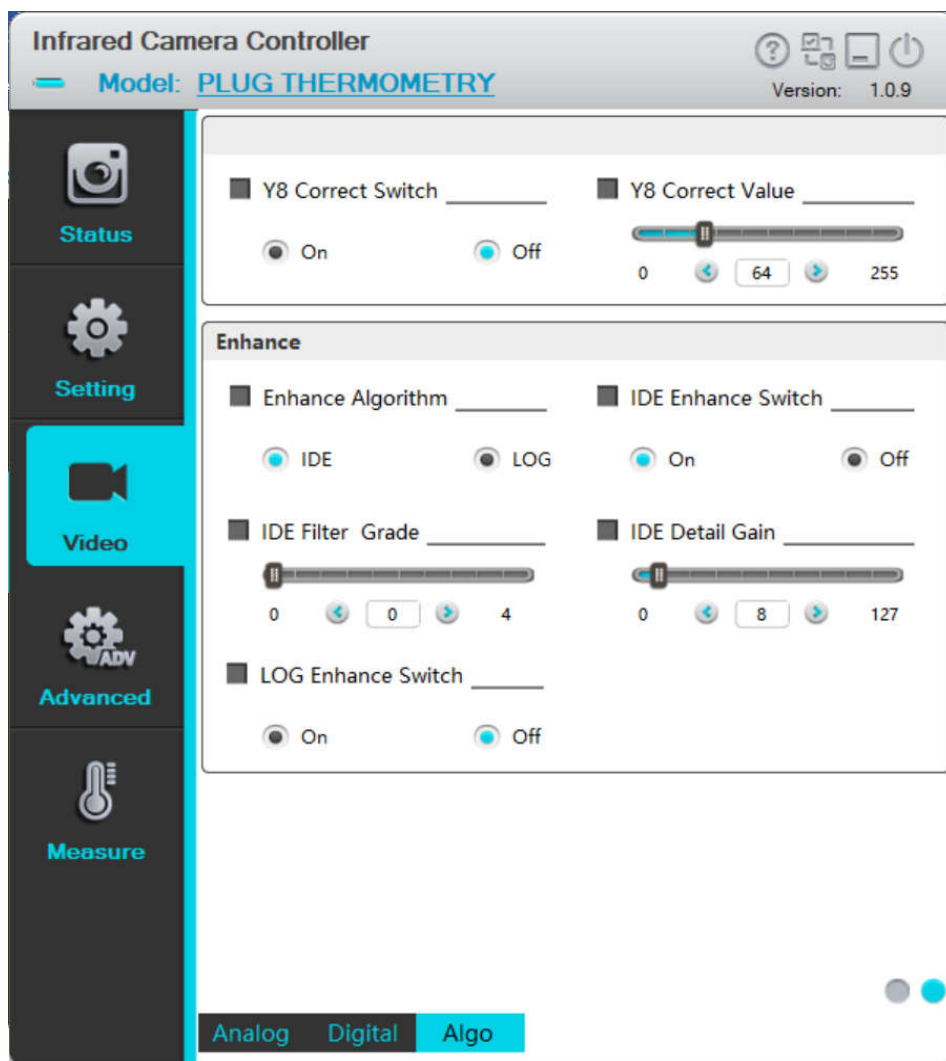 Infrared Camera Controller
Model: PLUG THERMOMETRY
Version: 1.0.9
Status
Setting
Video
ADV
Advanced
Measure
Y8 Correct Switch
On Off
Y8 Correct Value
0 64 255
Enhance
Enhance Algorithm
IDE LOG
IDE Enhance Switch
On Off
IDE Filter Grade
0 0 4
IDE Detail Gain
0 8 127
LOG Enhance Switch
On Off
Analog Digital Algo